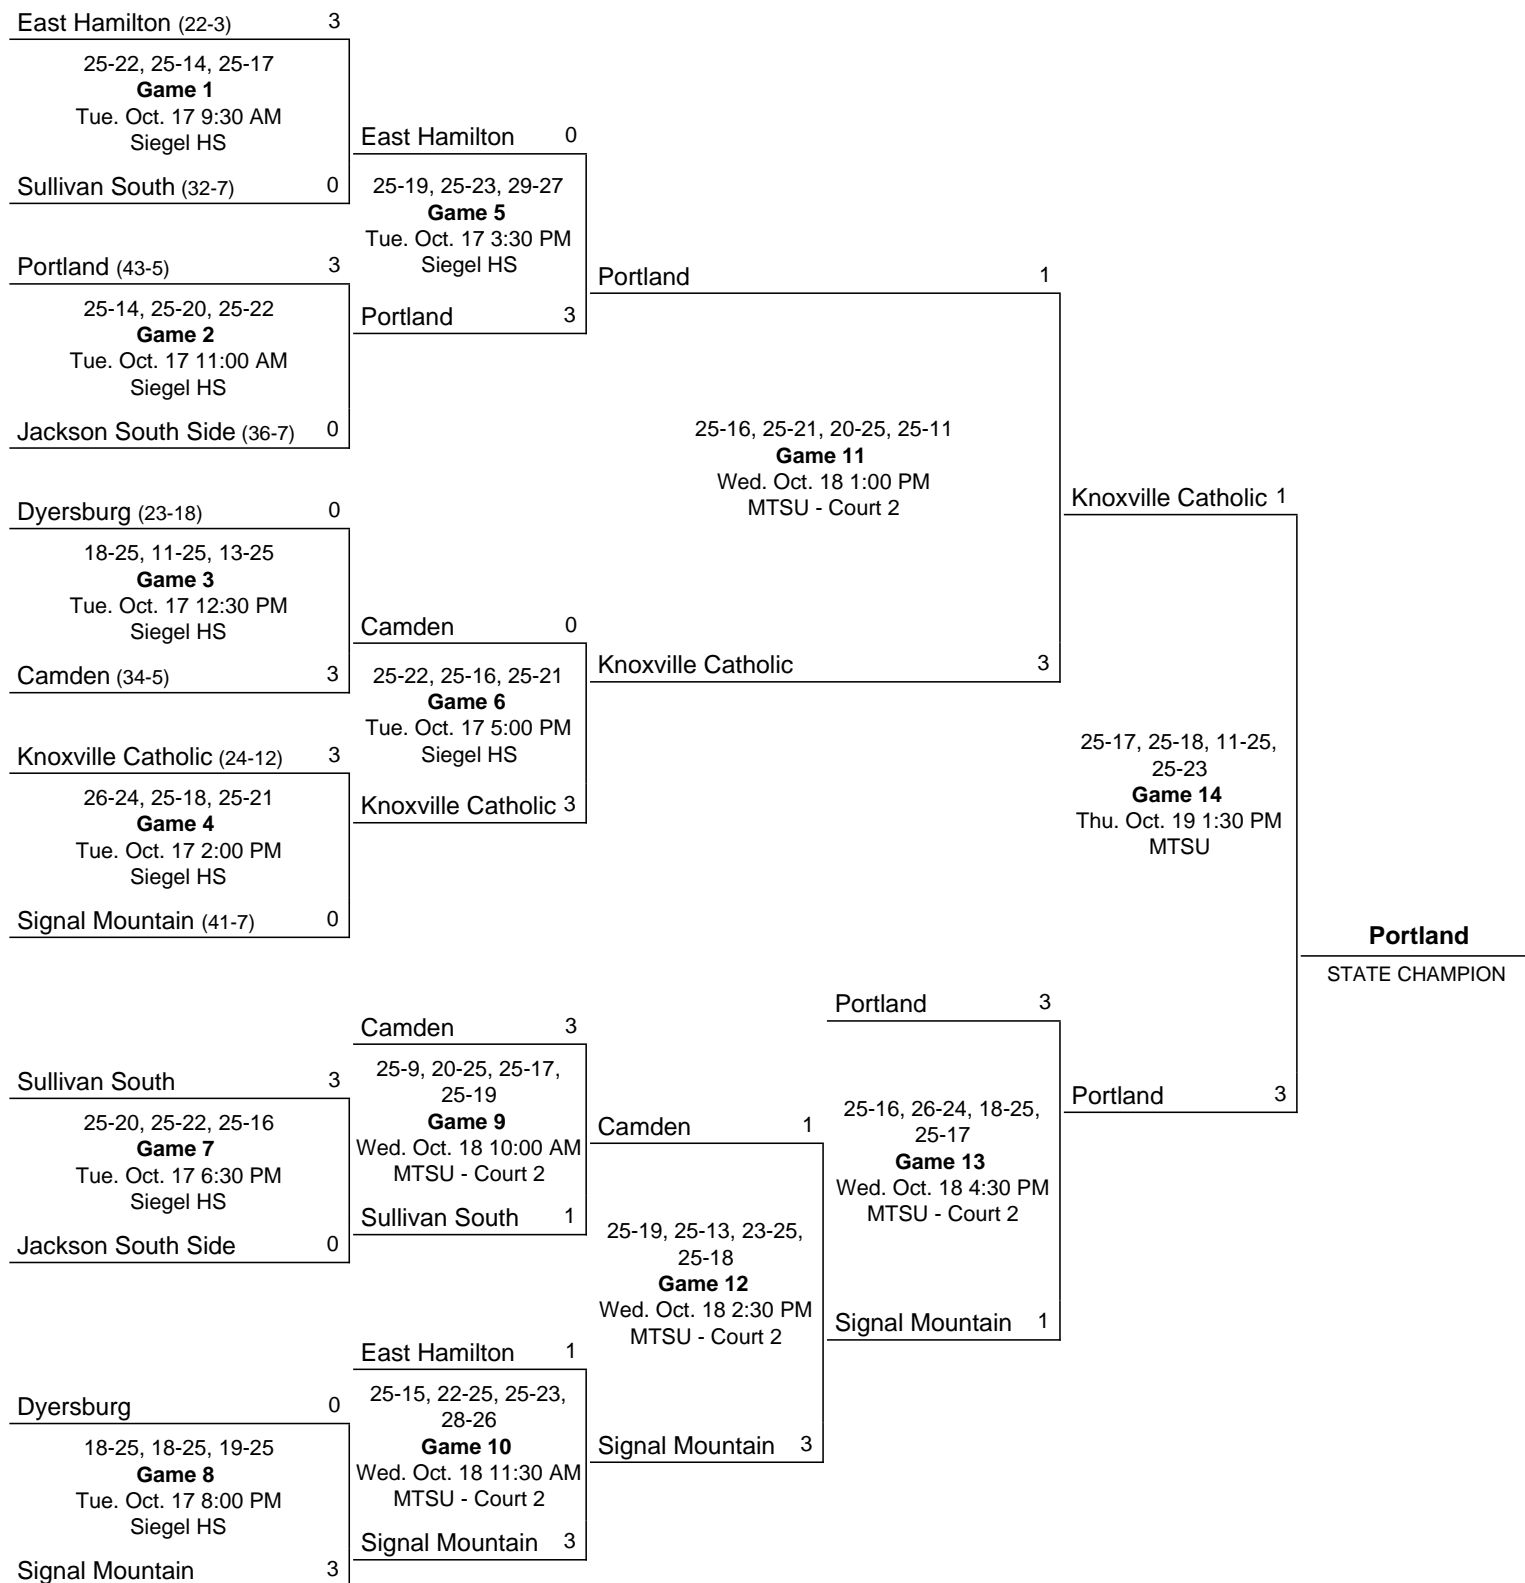 East Hamilton (22-3) 3
25-22, 25-14, 25-17
Game 1
Tue. Oct. 17 9:30 AM
Siegel HS
Sullivan South (32-7) 0
Portland (43-5) 3
25-14, 25-20, 25-22
Game 2
Tue. Oct. 17 11:00 AM
Siegel HS
Jackson South Side (36-7) 0
Dyersburg (23-18) 0
18-25, 11-25, 13-25
Game 3
Tue. Oct. 17 12:30 PM
Siegel HS
Camden (34-5) 3
Knoxville Catholic (24-12) 3
26-24, 25-18, 25-21
Game 4
Tue. Oct. 17 2:00 PM
Siegel HS
Signal Mountain (41-7) 0
East Hamilton 0
25-19, 25-23, 29-27
Game 5
Tue. Oct. 17 3:30 PM
Siegel HS
Portland 3
Camden 0
25-22, 25-16, 25-21
Game 6
Tue. Oct. 17 5:00 PM
Siegel HS
Knoxville Catholic 3
Portland 1
25-16, 25-21, 20-25, 25-11
Game 11
Wed. Oct. 18 1:00 PM
MTSU - Court 2
Knoxville Catholic 3
Sullivan South 3
25-20, 25-22, 25-16
Game 7
Tue. Oct. 17 6:30 PM
Siegel HS
Jackson South Side 0
Dyersburg 0
18-25, 18-25, 19-25
Game 8
Tue. Oct. 17 8:00 PM
Siegel HS
Signal Mountain 3
Camden 3
25-9, 20-25, 25-17,
25-19
Game 9
Wed. Oct. 18 10:00 AM
MTSU - Court 2
Sullivan South 1
East Hamilton 1
25-15, 22-25, 25-23,
28-26
Game 10
Wed. Oct. 18 11:30 AM
MTSU - Court 2
Signal Mountain 3
Camden 1
25-19, 25-13, 23-25,
25-18
Game 12
Wed. Oct. 18 2:30 PM
MTSU - Court 2
Signal Mountain 3
Portland 3
25-16, 26-24, 18-25,
25-17
Game 13
Wed. Oct. 18 4:30 PM
MTSU - Court 2
Signal Mountain 1
Knoxville Catholic 1
25-17, 25-18, 11-25,
25-23
Game 14
Thu. Oct. 19 1:30 PM
MTSU
Portland 3
Portland
STATE CHAMPION